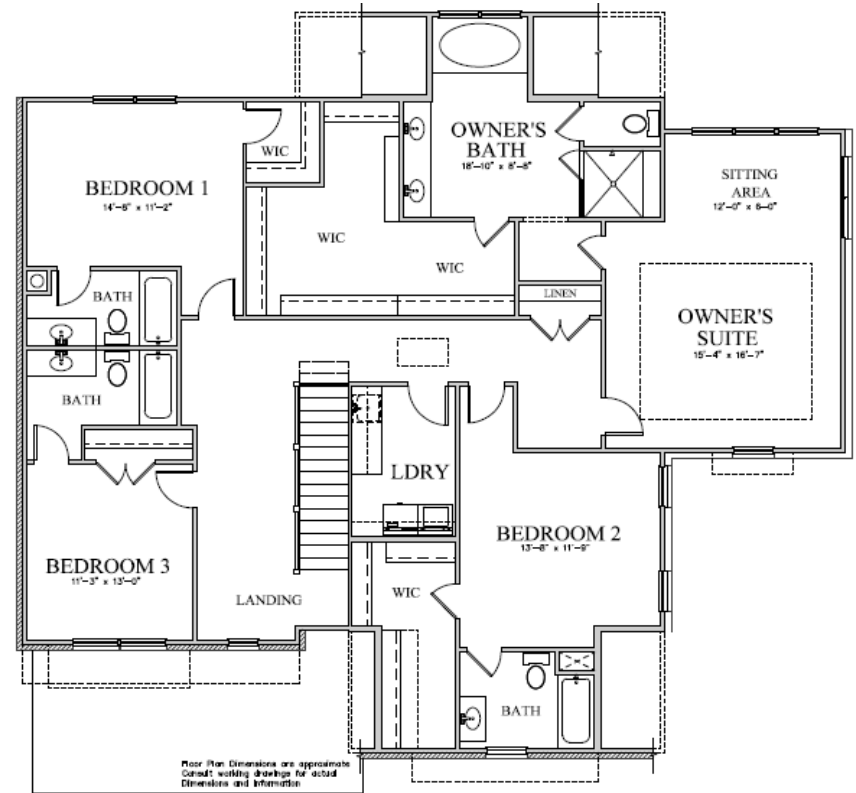 OWNER'S
BATH
18'-10" x 8'-8"
WIC
BEDROOM 1
14'-8" x 11'-2"
SITTING
AREA
12'-0" x 6-0"
WIC
WIC
BATH
LINEN
OWNER'S
SUITE
15'-4" x 16'-7"
BATH
LDRY
BEDROOM 2
13'-8" x 11'-9"
BEDROOM 3
11'-3" x 13'-0"
LANDING
WIC
BATH
Floor Plan Dimensions are approximate
Consult working drawings for actual
Dimensions and Information